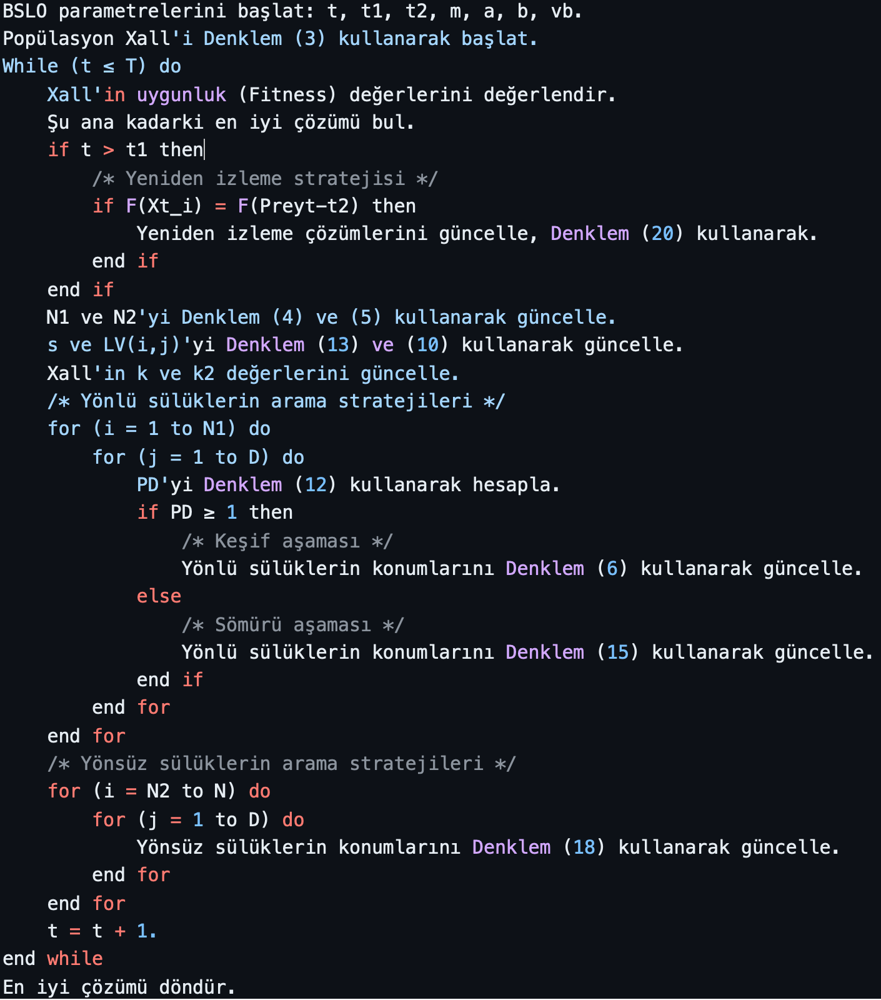 BSLO parametrelerini başlat: t, t1, t2, m, a, b, vb.
Popülasyon Xall'i Denklem (3) kullanarak başlat.
While (t ≤ T) do
Xall'in uygunluk (Fitness) değerlerini değerlendir.
Şu ana kadarki en iyi çözümü bul.
if t > t1 then
/* Yeniden izleme stratejisi */
if F(Xt_i) = F(Preyt-t2) then
Yeniden izleme çözümlerini güncelle, Denklem (20) kullanarak.
end if
end if
N1 ve N2'yi Denklem (4) ve (5) kullanarak güncelle.
s ve LV(i,j)'yi Denklem (13) ve (10) kullanarak güncelle.
Xall'in k ve k2 değerlerini güncelle.
/* Yönlü sülüklerin arama stratejileri */
for (i = 1 to N1) do
for (j = 1 to D) do
PD'yi Denklem (12) kullanarak hesapla.
if PD ≥ 1 then
/* Keşif aşaması */
Yönlü sülüklerin konumlarını Denklem (6) kullanarak güncelle.
else
/* Sömürü aşaması */
Yönlü sülüklerin konumlarını Denklem (15) kullanarak güncelle.
end if
end for
end for
/* Yönsüz sülüklerin arama stratejileri */
for (i = N2 to N) do
for (j = 1 to D) do
Yönsüz sülüklerin konumlarını Denklem (18) kullanarak güncelle.
end for
end for
t = t + 1.
end while
En iyi çözümü döndür.